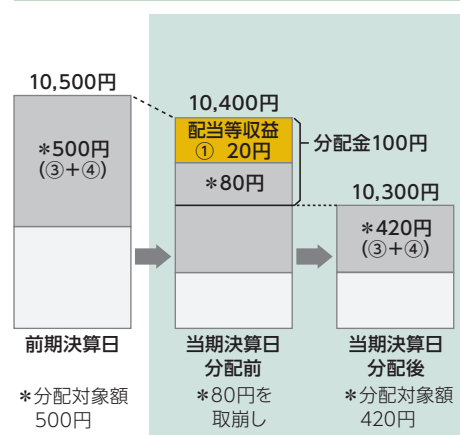 10,500円
*500円
(③+④)
前期決算日
*分配対象額
500円
10,400円
配当等収益
① 20円
*80円
分配金100円
当期決算日
分配前
*80円を
取崩し
10,300円
*420円
(③+④)
当期決算日
分配後
*分配対象額
420円